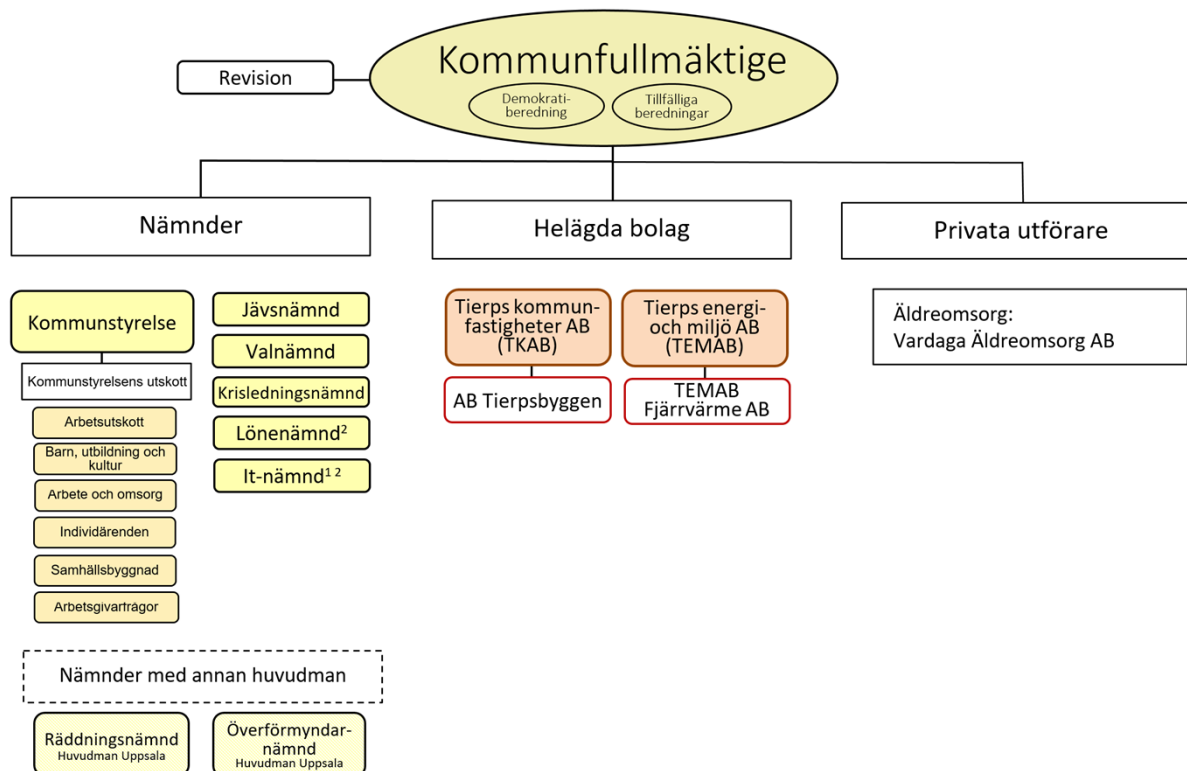 Kommunfullmäktige
Revision
Demokrati-
beredning
Tillfälliga
beredningar
Nämnder
Helägda bolag
Privata utförare
Kommunstyrelse
Kommunstyrelsens utskott
Arbetsutskott
Barn, utbildning och
kultur
Arbete och omsorg
Individärenden
Samhällsbyggnad
Arbetsgivarfrågor
Jävsnämnd
Valnämnd
Krisledningsnämnd
Lönenämnd²
It-nämnd¹ ²
Tierps kommun-
fastigheter AB
(TKAB)
AB Tierpsbyggen
Tierps energi-
och miljö AB
(TEMAB)
TEMAB
Fjärrvärme AB
Äldreomsorg:
Vardaga Äldreomsorg AB
Nämnder med annan huvudman
Räddningsnämnd
Huvudman Uppsala
Överförmyndar-
nämnd
Huvudman Uppsala